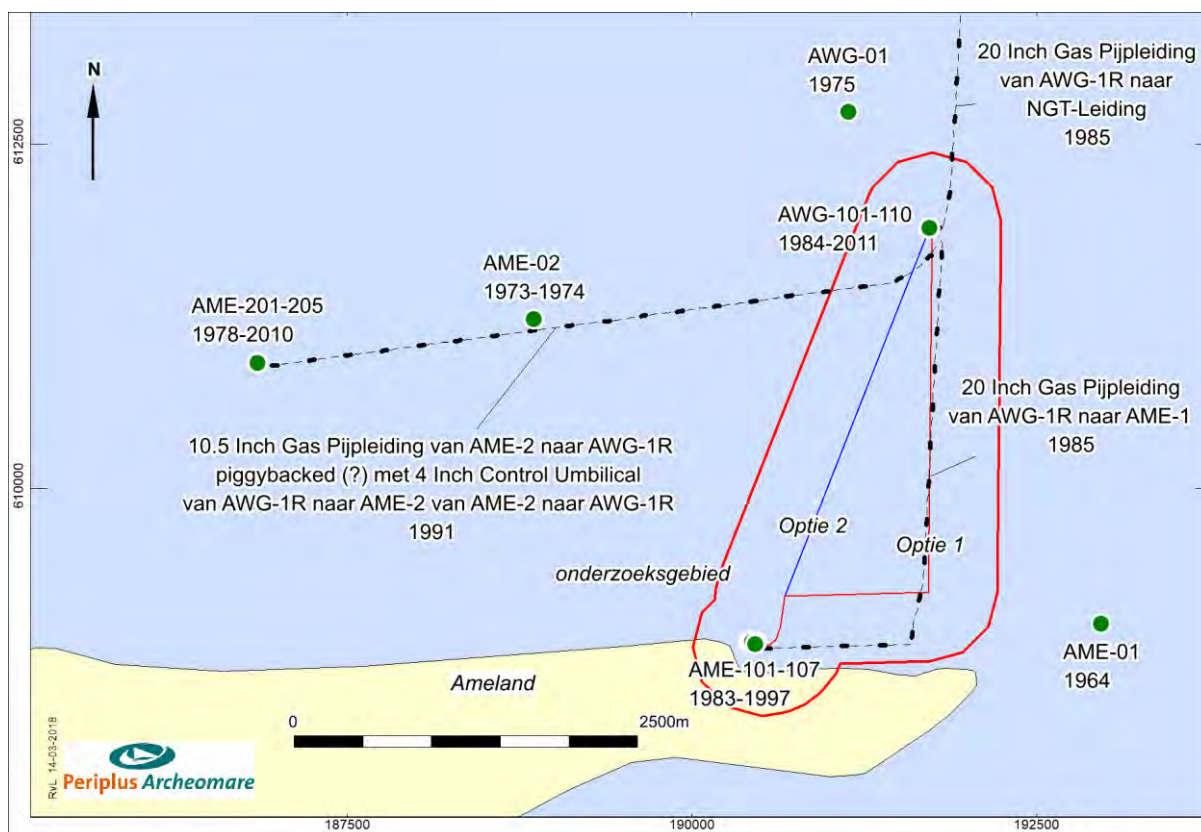 N
AWG-01
1975
20 Inch Gas Pijpleiding
van AWG-1R naar
NGT-Leiding
1985
612500
AWG-101-110
1984-2011
AME-02
1973-1974
AME-201-205
1978-2010
20 Inch Gas Pijpleiding
van AWG-1R naar AME-1
1985
10.5 Inch Gas Pijpleiding van AME-2 naar AWG-1R
piggybacked (?) met 4 Inch Control Umbilical
van AWG-1R naar AME-2 van AME-2 naar AWG-1R
1991
610000
Optie 2
Optie 1
onderzoeksgebied
AME-101-107
1983-1997
AME-01
1964
Ameland
0
2500m
RvL 14-03-2018
Periplus Archeomare
187500
190000
192500